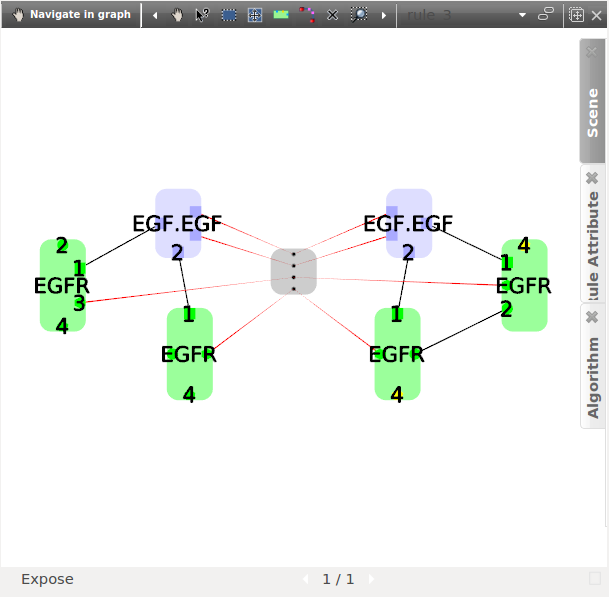 Navigate in graph
rule_3
Scene
ule Attribute
Algorithm
EGF.EGF
2
EGF.EGF
2
2
1
EGFR
3
4
4
1
EGFR
2
1
EGFR
4
1
EGFR
4
Expose
1 / 1